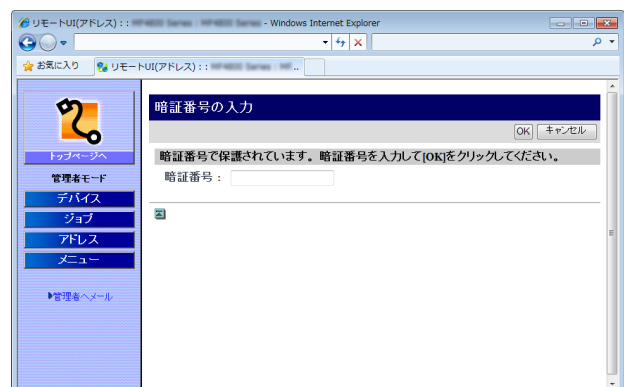 リモートUI(アドレス) : : - Windows Internet Explorer
お気に入り
リモートUI(アドレス) : : ...
暗証番号の入力
OK キャンセル
トップページへ
暗証番号で保護されています。暗証番号を入力して[OK]をクリックしてください。
管理者モード
暗証番号 :
デバイス
ジョブ
アドレス
メニュー
管理者へメール